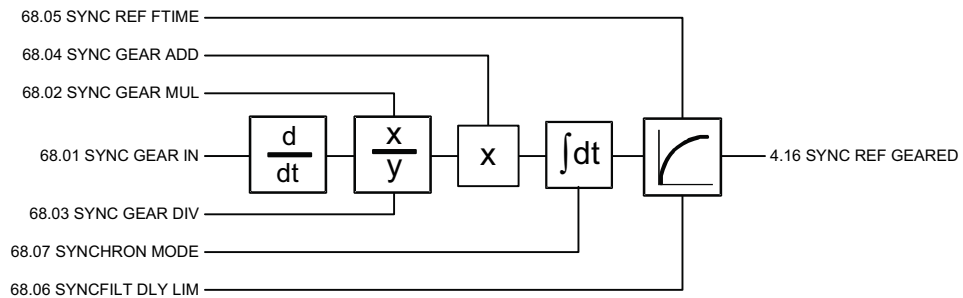 68.05 SYNC REF FTIME
68.04 SYNC GEAR ADD
68.02 SYNC GEAR MUL
68.01 SYNC GEAR IN
d
dt
x
y
x
∫dt
4.16 SYNC REF GEARED
68.03 SYNC GEAR DIV
68.07 SYNCHRON MODE
68.06 SYNCFILT DLY LIM